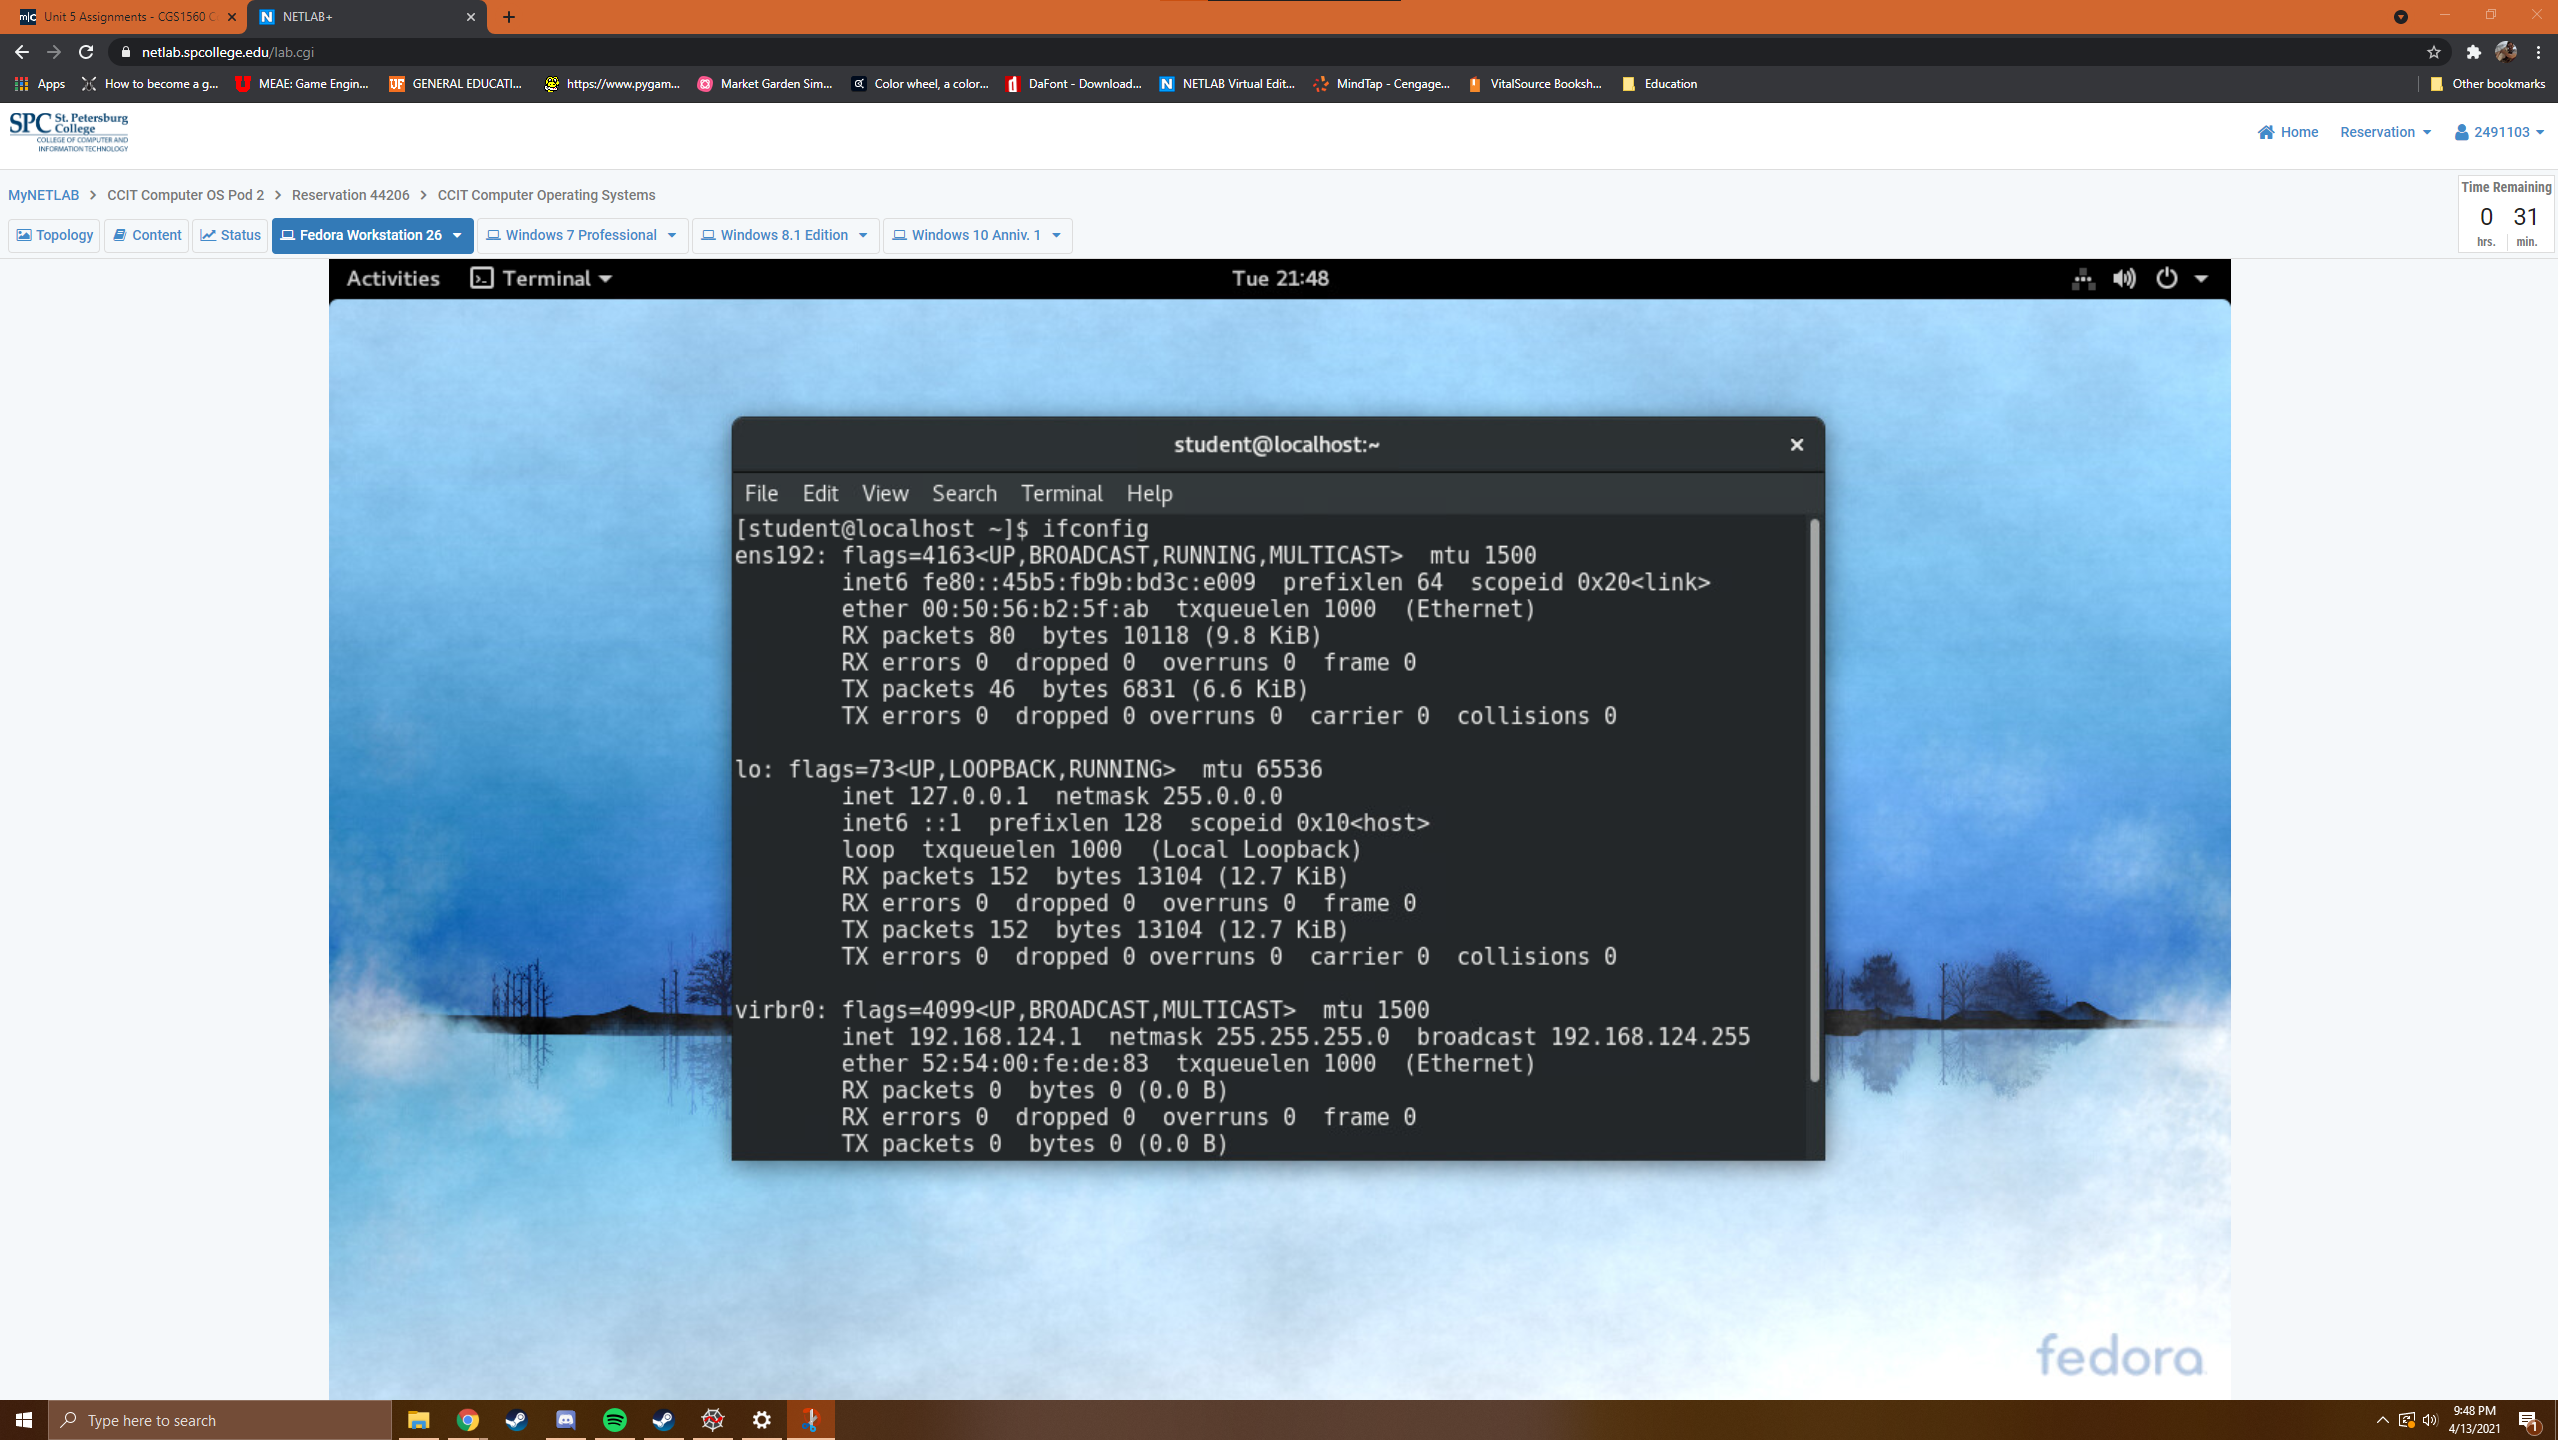 Unit 5 Assignments - CGS1560 C
NETLAB+
netlab.spcollege.edu/lab.cgi
Apps
How to become a g...
MEAE: Game Engin...
GENERAL EDUCATI...
https://www.pygam...
Market Garden Sim...
Color wheel, a color...
DaFont - Download...
NETLAB Virtual Edit...
MindTap - Cengage...
VitalSource Booksh...
Education
Other bookmarks
SPC St. Petersburg College
COLLEGE OF COMPUTER AND
INFORMATION TECHNOLOGY
Home
Reservation
2491103
MyNETLAB > CCIT Computer OS Pod 2 > Reservation 44206 > CCIT Computer Operating Systems
Time Remaining
0 31
hrs. min.
Topology
Content
Status
Fedora Workstation 26
Windows 7 Professional
Windows 8.1 Edition
Windows 10 Anniv. 1
Activities
Terminal
Tue 21:48
student@localhost:~
File Edit View Search Terminal Help
[student@localhost ~]$ ifconfig
ens192: flags=4163<UP,BROADCAST,RUNNING,MULTICAST>  mtu 1500
inet6 fe80::45b5:fb9b:bd3c:e009  prefixlen 64  scopeid 0x20<link>
ether 00:50:56:b2:5f:ab  txqueuelen 1000  (Ethernet)
RX packets 80  bytes 10118 (9.8 KiB)
RX errors 0  dropped 0  overruns 0  frame 0
TX packets 46  bytes 6831 (6.6 KiB)
TX errors 0  dropped 0 overruns 0  carrier 0  collisions 0
lo: flags=73<UP,LOOPBACK,RUNNING>  mtu 65536
inet 127.0.0.1  netmask 255.0.0.0
inet6 ::1  prefixlen 128  scopeid 0x10<host>
loop  txqueuelen 1000  (Local Loopback)
RX packets 152  bytes 13104 (12.7 KiB)
RX errors 0  dropped 0  overruns 0  frame 0
TX packets 152  bytes 13104 (12.7 KiB)
TX errors 0  dropped 0 overruns 0  carrier 0  collisions 0
virbr0: flags=4099<UP,BROADCAST,MULTICAST>  mtu 1500
inet 192.168.124.1  netmask 255.255.255.0  broadcast 192.168.124.255
ether 52:54:00:fe:de:83  txqueuelen 1000  (Ethernet)
RX packets 0  bytes 0 (0.0 B)
RX errors 0  dropped 0  overruns 0  frame 0
TX packets 0  bytes 0 (0.0 B)
fedora
Type here to search
9:48 PM
4/13/2021
1